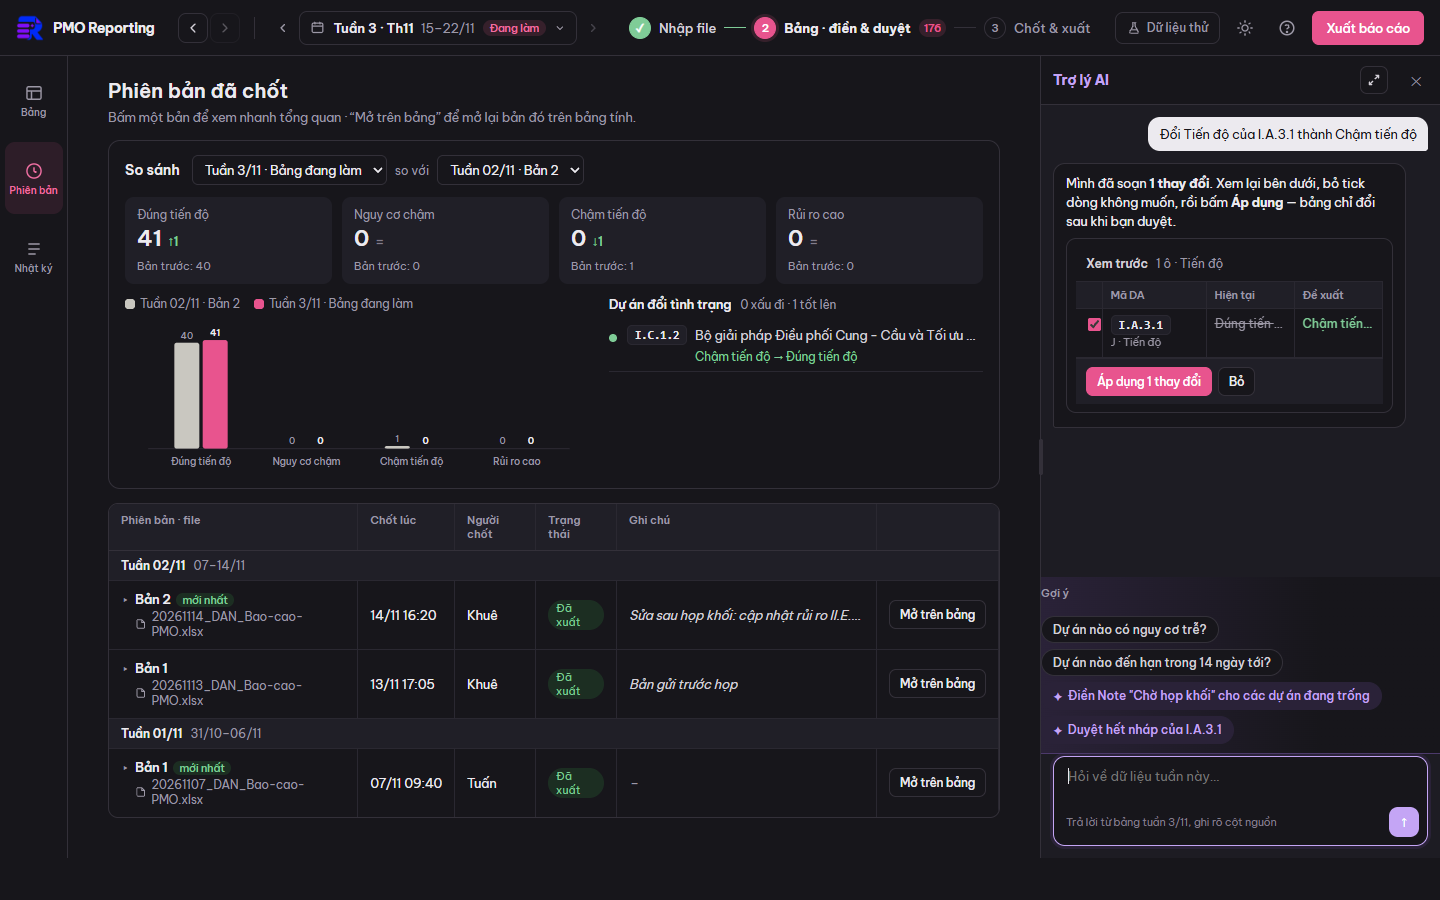 PMO Reporting
Tuần 3 · Th11 15–22/11 Đang làm
Nhập file
2 Bảng · điền & duyệt 176
3 Chốt & xuất
Dữ liệu thử
Xuất báo cáo
Bảng
Phiên bản
Nhật ký
Phiên bản đã chốt
Bấm một bản để xem nhanh tổng quan · “Mở trên bảng” để mở lại bản đó trên bảng tính.
So sánh Tuần 3/11 · Bảng đang làm so với Tuần 02/11 · Bản 2
Đúng tiến độ
41 ↑1
Bản trước: 40
Nguy cơ chậm
0 =
Bản trước: 0
Chậm tiến độ
0 ↓1
Bản trước: 1
Rủi ro cao
0 =
Bản trước: 0
Tuần 02/11 · Bản 2 Tuần 3/11 · Bảng đang làm
40 41
0 0
1 0
0 0
Đúng tiến độ Nguy cơ chậm Chậm tiến độ Rủi ro cao
Dự án đổi tình trạng 0 xấu đi · 1 tốt lên
I.C.1.2 Bộ giải pháp Điều phối Cung - Cầu và Tối ưu ...
Chậm tiến độ → Đúng tiến độ
Phiên bản · file
Chốt lúc
Người
chốt
Trạng
thái
Ghi chú
Tuần 02/11 07–14/11
Bản 2 mới nhất
20261114_DAN_Bao-cao-
PMO.xlsx
14/11 16:20
Khuê
Đã
xuất
Sửa sau họp khối: cập nhật rủi ro II.E....
Mở trên bảng
Bản 1
20261113_DAN_Bao-cao-
PMO.xlsx
13/11 17:05
Khuê
Đã
xuất
Bản gửi trước họp
Mở trên bảng
Tuần 01/11 31/10–06/11
Bản 1 mới nhất
20261107_DAN_Bao-cao-
PMO.xlsx
07/11 09:40
Tuấn
Đã
xuất
–
Mở trên bảng
Trợ lý AI
Đổi Tiến độ của I.A.3.1 thành Chậm tiến độ
Mình đã soạn 1 thay đổi. Xem lại bên dưới, bỏ tick
dòng không muốn, rồi bấm Áp dụng — bảng chỉ đổi
sau khi bạn duyệt.
Xem trước 1 ô · Tiến độ
Mã DA Hiện tại Đề xuất
I.A.3.1 Đúng tiến ... Chậm tiến...
J · Tiến độ
Áp dụng 1 thay đổi Bỏ
Gợi ý
Dự án nào có nguy cơ trễ?
Dự án nào đến hạn trong 14 ngày tới?
✦ Điền Note "Chờ họp khối" cho các dự án đang trống
✦ Duyệt hết nháp của I.A.3.1
Hỏi về dữ liệu tuần này...
Trả lời từ bảng tuần 3/11, ghi rõ cột nguồn